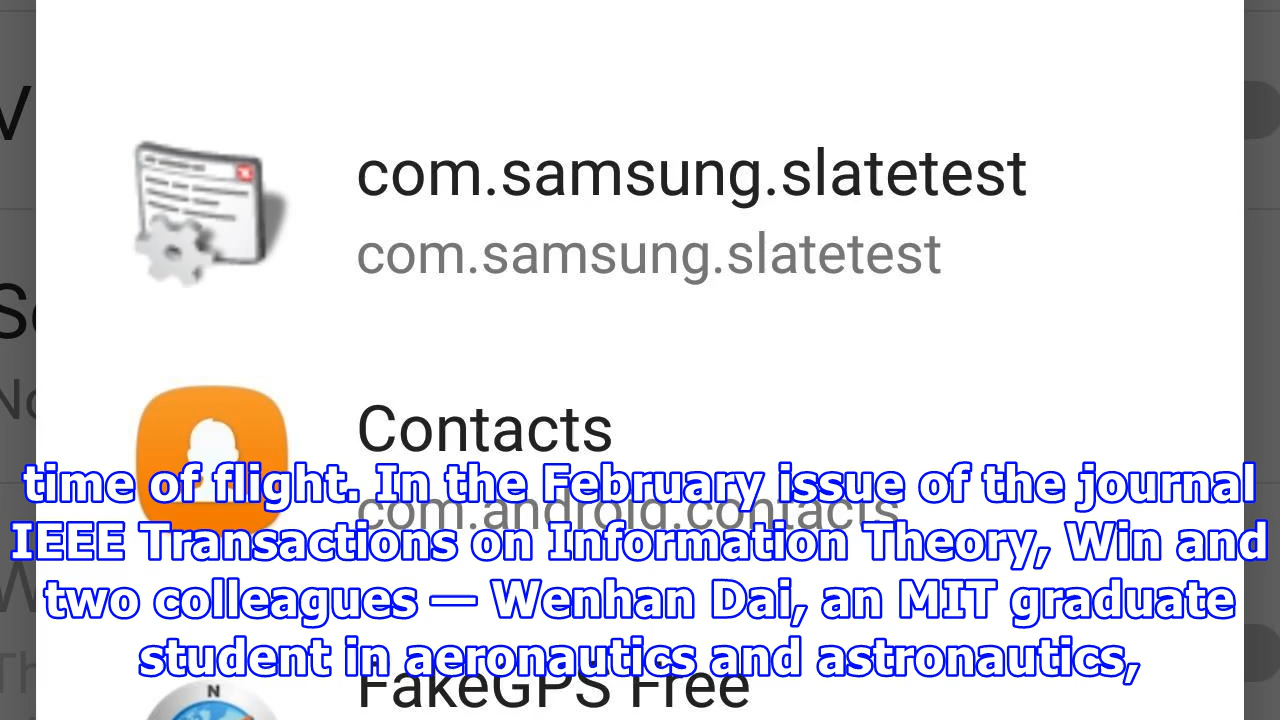 V
com.samsung.slatetest
com.samsung.slatetest
Contacts
com.android.contacts
time of flight. In the February issue of the journal
IEEE Transactions on Information Theory, Win and
two colleagues — Wenhan Dai, an MIT graduate
student in aeronautics and astronautics,
FakeGPS Free
N